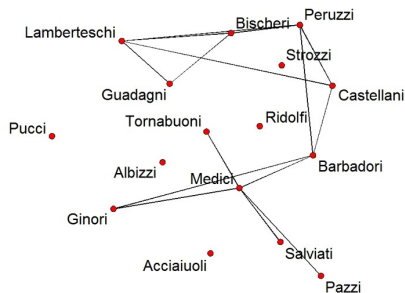 Peruzzi
Bischeri
Lamberteschi
Strozzi
Castellani
Guadagni
Tornabuoni
Ridolfi
Pucci
Albizzi
Medici
Barbadori
Ginori
Acciaiuoli
Salviati
Pazzi